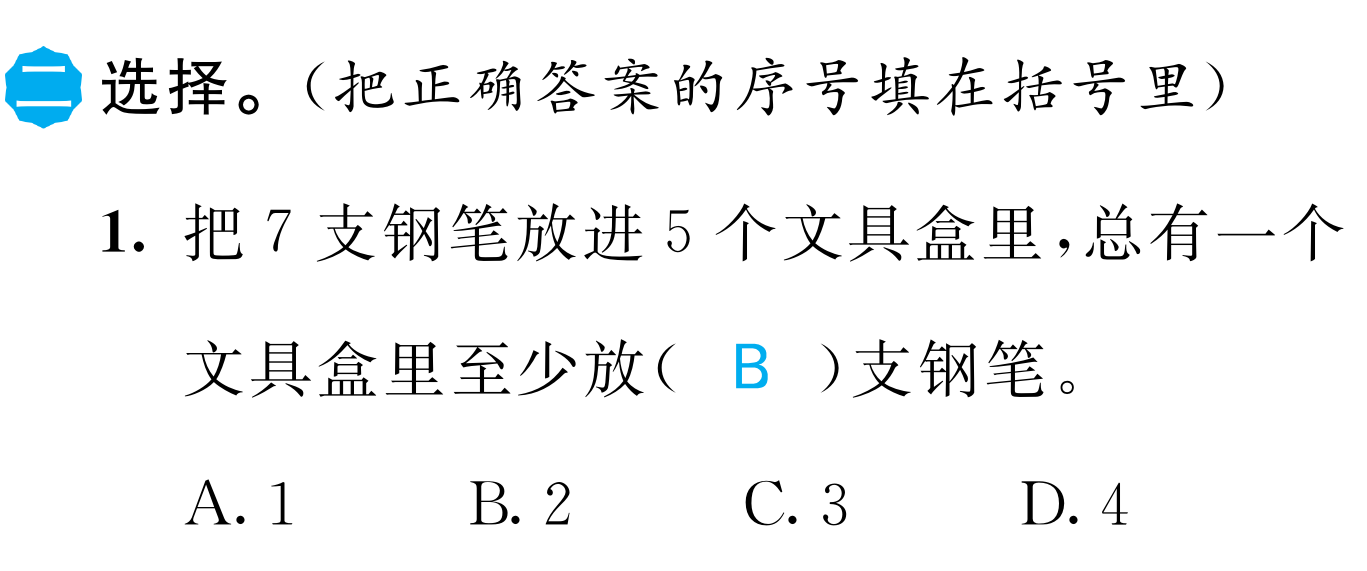 二 选择。（把正确答案的序号填在括号里）
1. 把 7 支钢笔放进 5 个文具盒里，总有一个
文具盒里至少放（ B ）支钢笔。
A. 1 B. 2 C. 3 D. 4